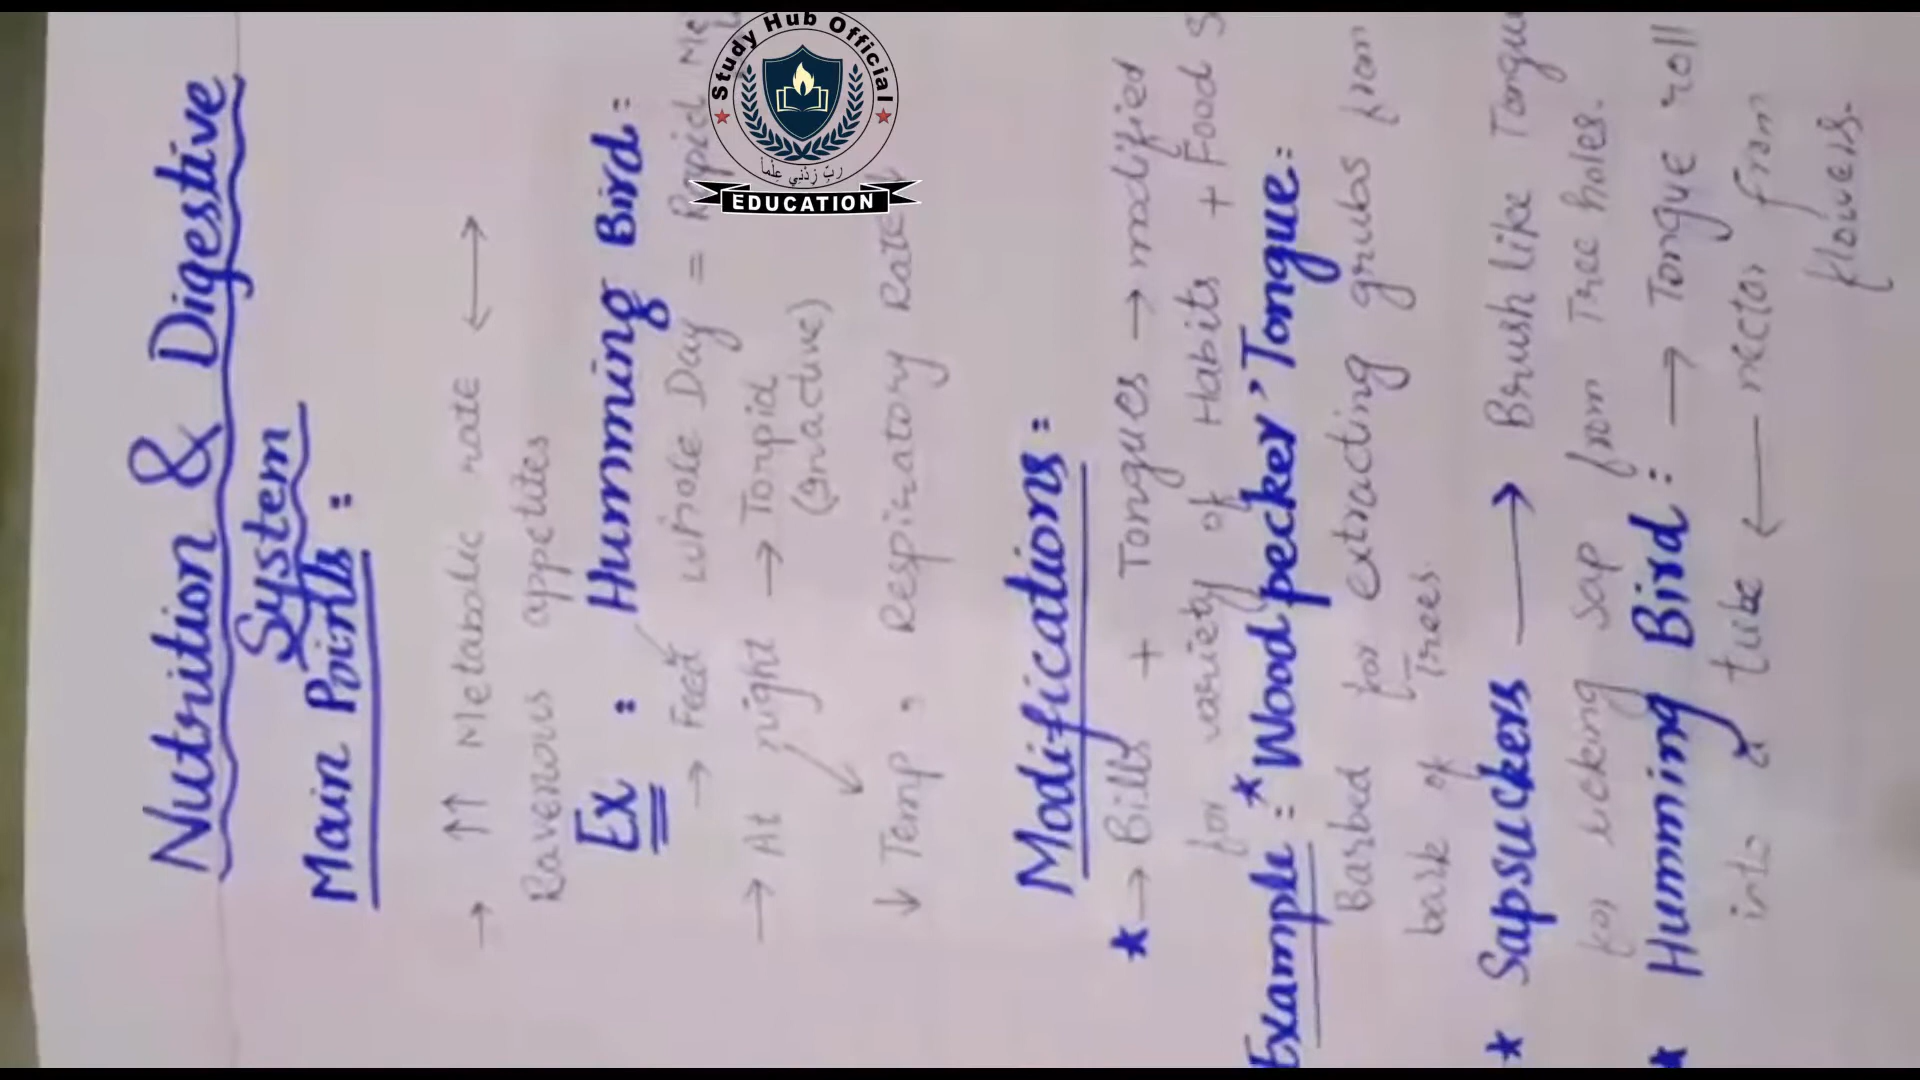 Nutrition & Digestive
System
Main Points :
→ ↑↑ Metabolic rate ⟷
Ravenous appetites
Ex : Humming Bird :
→ Feed whole Day = Rapid
→ At night → Torpid
(Inactive)
↓ Temp , Respiratory Rate
Modifications :
* → Bills + Tongues → modified
for variety of Habits + Food
Example : * Wood pecker' Tongue :
Barbed for extracting grubs from
bark of Trees.
* Sapsuckers → Brush like
for licking sap from Tree holes.
* Humming Bird : → Tongue roll
into a tube ← nector from
flowers.
Study Hub Official
رَبِّ زِدْنِي عِلْماً
EDUCATION